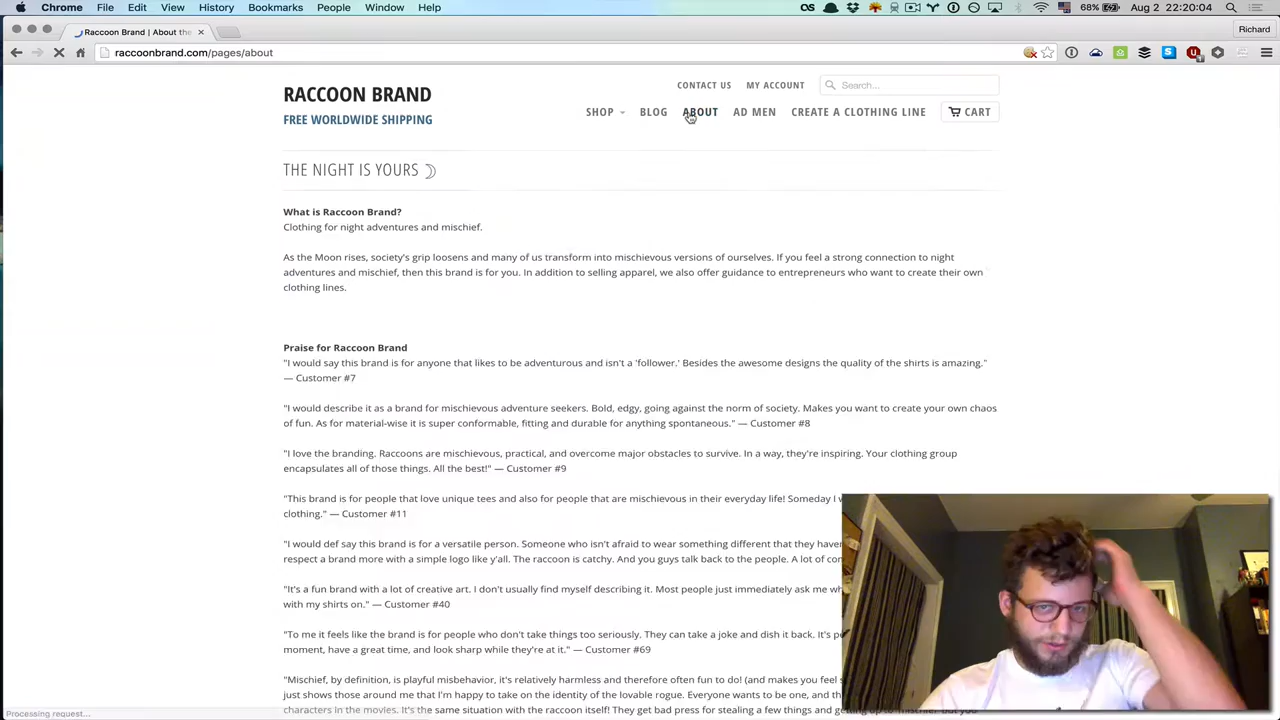 Chrome File Edit View History Bookmarks People Window Help 68% Aug 2 22:20:04
Raccoon Brand | About the Richard
raccoonbrand.com/pages/about
CONTACT US MY ACCOUNT Search...
RACCOON BRAND
FREE WORLDWIDE SHIPPING
SHOP BLOG ABOUT AD MEN CREATE A CLOTHING LINE CART
THE NIGHT IS YOURS
What is Raccoon Brand?
Clothing for night adventures and mischief.
As the Moon rises, society's grip loosens and many of us transform into mischievous versions of ourselves. If you feel a strong connection to night
adventures and mischief, then this brand is for you. In addition to selling apparel, we also offer guidance to entrepreneurs who want to create their own
clothing lines.
Praise for Raccoon Brand
"I would say this brand is for anyone that likes to be adventurous and isn't a 'follower.' Besides the awesome designs the quality of the shirts is amazing."
— Customer #7
"I would describe it as a brand for mischievous adventure seekers. Bold, edgy, going against the norm of society. Makes you want to create your own chaos
of fun. As for material-wise it is super conformable, fitting and durable for anything spontaneous." — Customer #8
"I love the branding. Raccoons are mischievous, practical, and overcome major obstacles to survive. In a way, they're inspiring. Your clothing group
encapsulates all of those things. All the best!" — Customer #9
"This brand is for people that love unique tees and also for people that are mischievous in their everyday life! Someday I
clothing." — Customer #11
"I would def say this brand is for a versatile person. Someone who isn't afraid to wear something different that they
respect a brand more with a simple logo like y'all. The raccoon is catchy. And you guys talk back to the people. A lot of
"It's a fun brand with a lot of creative art. I don't usually find myself describing it. Most people just immediately ask me
with my shirts on." — Customer #40
"To me it feels like the brand is for people who don't take things too seriously. They can take a joke and dish it back. It's
moment, have a great time, and look sharp while they're at it." — Customer #69
"Mischief, by definition, is playful misbehavior, it's relatively harmless and therefore often fun to do! (and makes you feel
just shows those around me that I'm happy to take on the identity of the lovable rogue. Everyone wants to be one, and
characters in the movies. It's the same situation with the raccoon itself! They get bad press for stealing a few things and
Processing request...